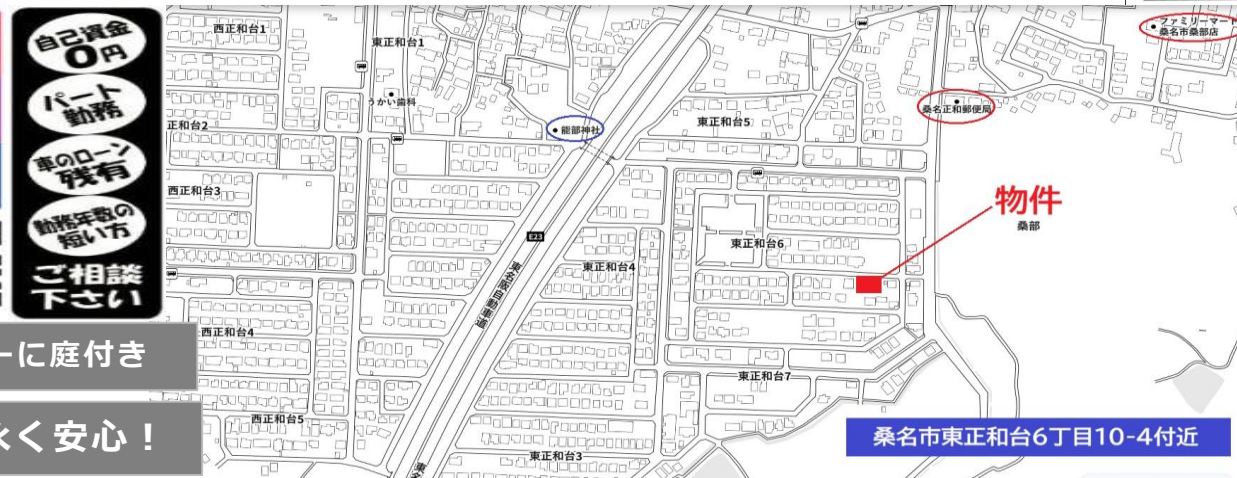 自己資金
0円
パート
勤務
車のローン
残有
勤務年数の
短い方
ご相談
下さい
ーに庭付き
永く安心！
西正和台1
東正和台1
うかい歯科
正和台2
能部神社
東正和台5
桑名正和郵便局
ファミリーマート
桑名市桑部店
西正和台3
E23
東名阪自動車道
東正和台4
東正和台6
物件
桑部
西正和台4
東正和台7
西正和台5
東正和台3
東名
桑名市東正和台6丁目10-4付近